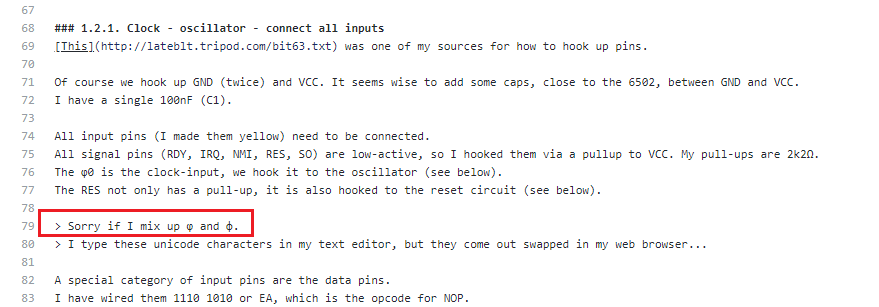 67
68 ### 1.2.1. Clock - oscillator - connect all inputs
69 [This](http://lateblt.tripod.com/bit63.txt) was one of my sources for how to hook up pins.
70
71 Of course we hook up GND (twice) and VCC. It seems wise to add some caps, close to the 6502, between GND and VCC.
72 I have a single 100nF (C1).
73
74 All input pins (I made them yellow) need to be connected.
75 All signal pins (RDY, IRQ, NMI, RES, SO) are low-active, so I hooked them via a pullup to VCC. My pull-ups are 2k2Ω.
76 The φ0 is the clock-input, we hook it to the oscillator (see below).
77 The RES not only has a pull-up, it is also hooked to the reset circuit (see below).
78
79 > Sorry if I mix up φ and ϕ.
80 > I type these unicode characters in my text editor, but they come out swapped in my web browser...
81
82 A special category of input pins are the data pins.
83 I have wired them 1110 1010 or EA, which is the opcode for NOP.